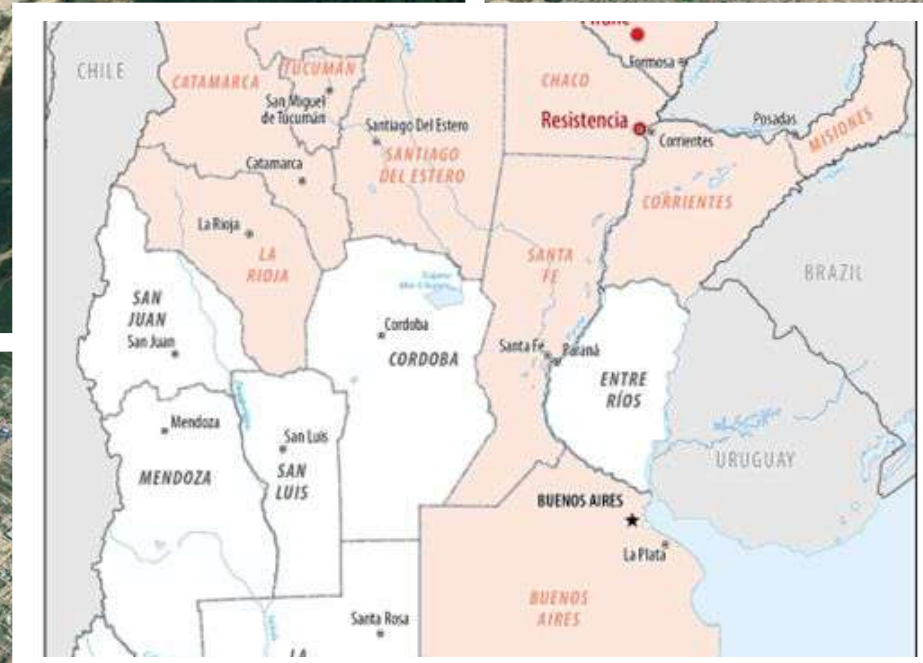 CHILE
CATAMARCA
TUCUMÁN
San Miguel
de Tucumán
Santiago Del Estero
SANTIAGO
DEL ESTERO
CHACO
Formosa
Resistencia
Corrientes
Posadas
MISIONES
CORRIENTES
Catamarca
La Rioja
LA
RIOJA
SANTA
FE
BRAZIL
SAN
JUAN
San Juan
Cordoba
CORDOBA
Santa Fe
Paraná
ENTRE
RÍOS
Mendoza
MENDOZA
San Luis
SAN
LUIS
URUGUAY
BUENOS AIRES
La Plata
BUENOS
AIRES
Santa Rosa
LA